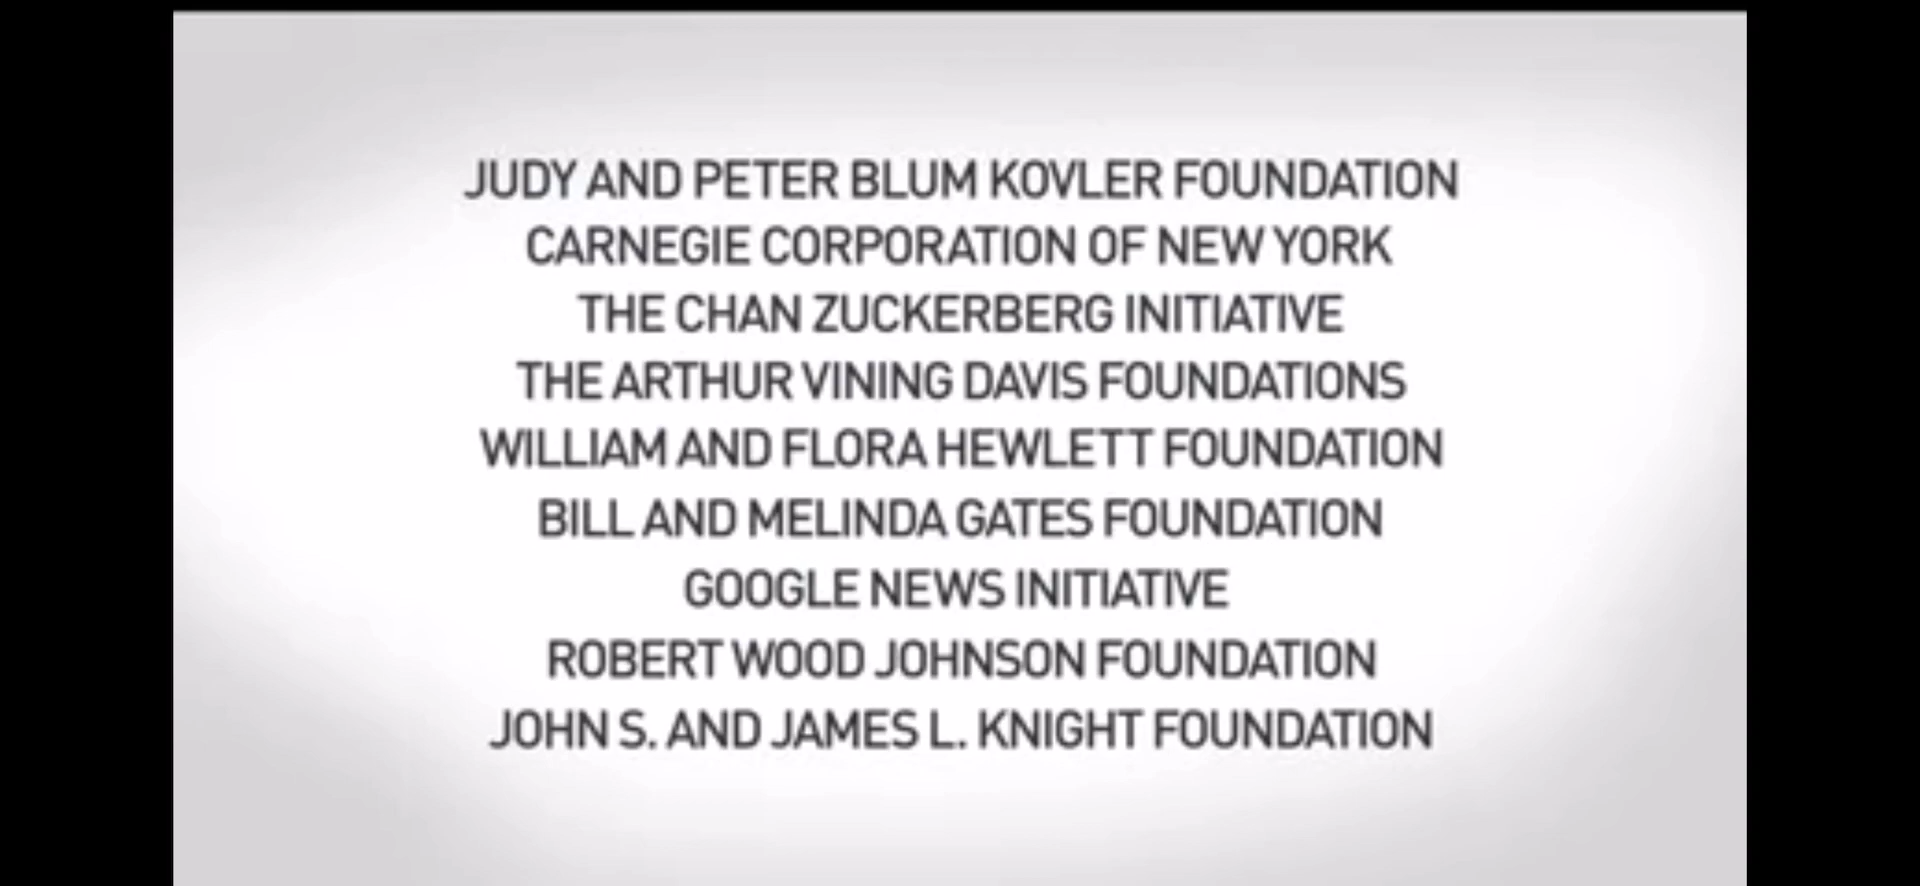 JUDY AND PETER BLUM KOVLER FOUNDATION
CARNEGIE CORPORATION OF NEW YORK
THE CHAN ZUCKERBERG INITIATIVE
THE ARTHUR VINING DAVIS FOUNDATIONS
WILLIAM AND FLORA HEWLETT FOUNDATION
BILL AND MELINDA GATES FOUNDATION
GOOGLE NEWS INITIATIVE
ROBERT WOOD JOHNSON FOUNDATION
JOHN S. AND JAMES L. KNIGHT FOUNDATION